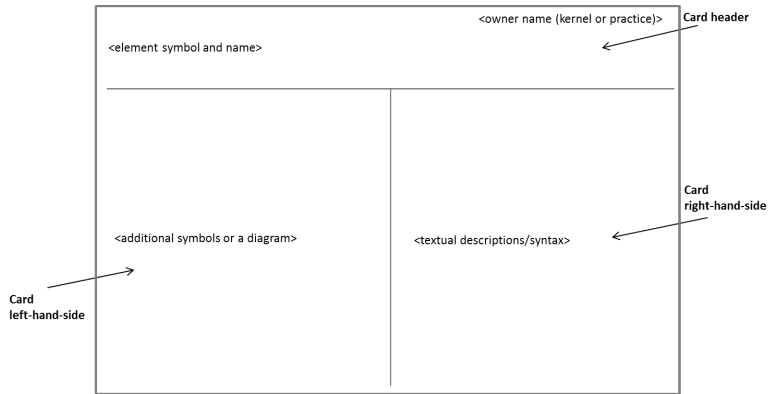 <owner name (kernel or practice)>
Card header
<element symbol and name>
Card
right-hand-side
<additional symbols or a diagram>
<textual descriptions/syntax>
Card
left-hand-side